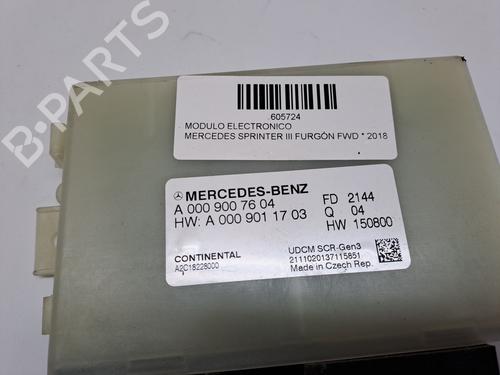 B-PARTS
605724
MODULO ELECTRONICO
MERCEDES SPRINTER III FURGÓN FWD * 2018
MERCEDES-BENZ
A 000 900 76 04
HW: A 000 901 17 03
FD 2144
Q 04
HW 150800
CONTINENTAL
A2C18228000
UDCM SCR-Gen3
2111020137115851
Made in Czech Rep.